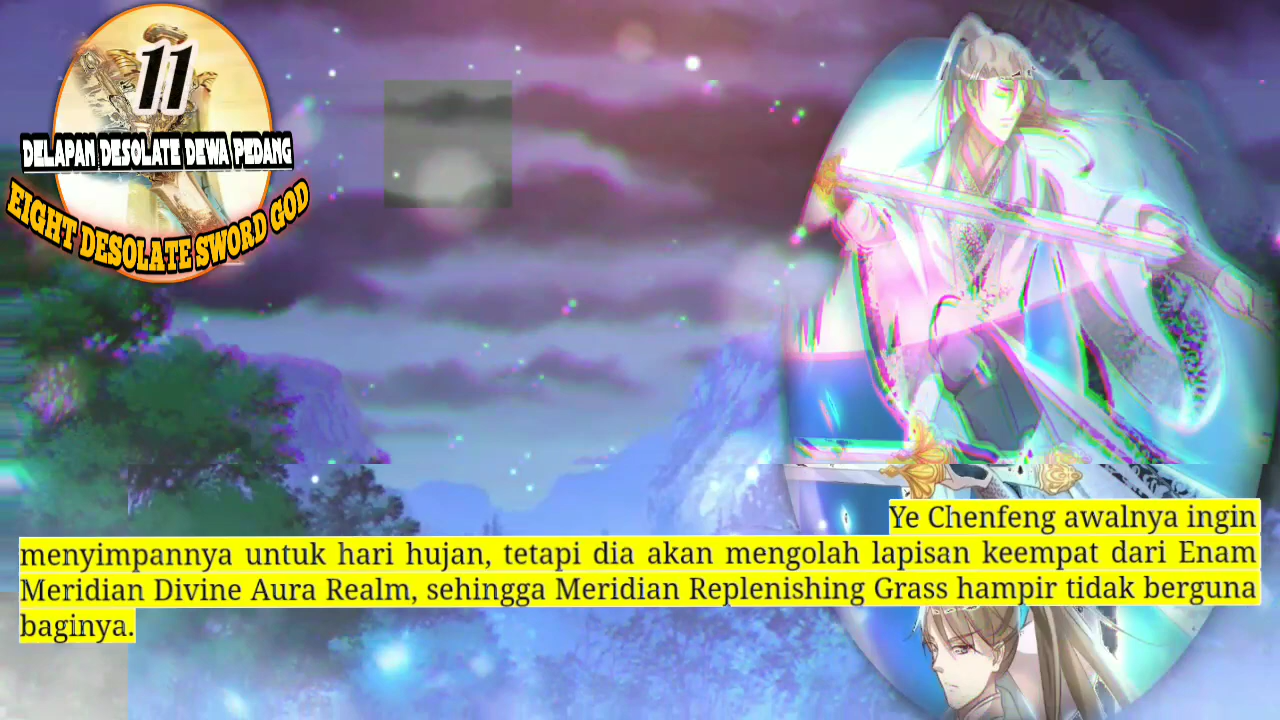 11
DELAPAN DESOLATE DEWA PEDANG
EIGHT DESOLATE SWORD GOD
Ye Chenfeng awalnya ingin
menyimpannya untuk hari hujan, tetapi dia akan mengolah lapisan keempat dari Enam
Meridian Divine Aura Realm, sehingga Meridian Replenishing Grass hampir tidak berguna
baginya.